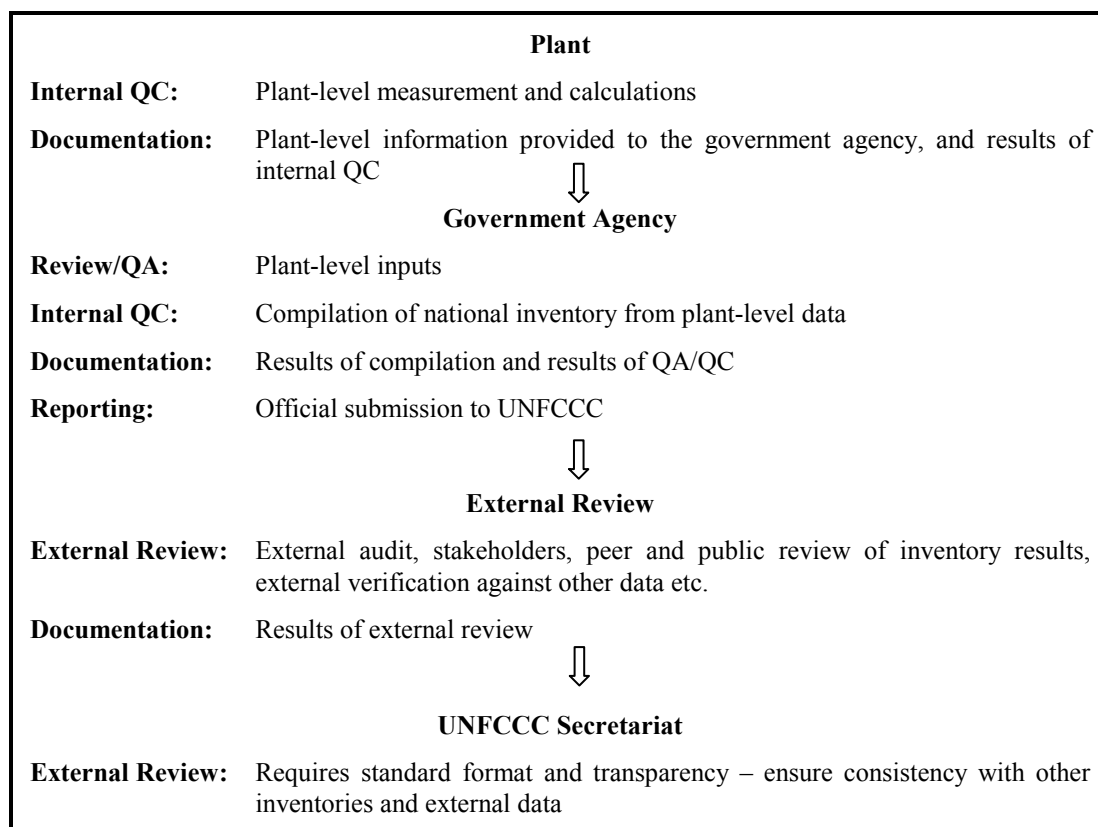 Plant
Internal QC: Plant-level measurement and calculations
Documentation: Plant-level information provided to the government agency, and results of
internal QC
Government Agency
Review/QA: Plant-level inputs
Internal QC: Compilation of national inventory from plant-level data
Documentation: Results of compilation and results of QA/QC
Reporting: Official submission to UNFCCC
External Review
External Review: External audit, stakeholders, peer and public review of inventory results,
external verification against other data etc.
Documentation: Results of external review
UNFCCC Secretariat
External Review: Requires standard format and transparency – ensure consistency with other
inventories and external data